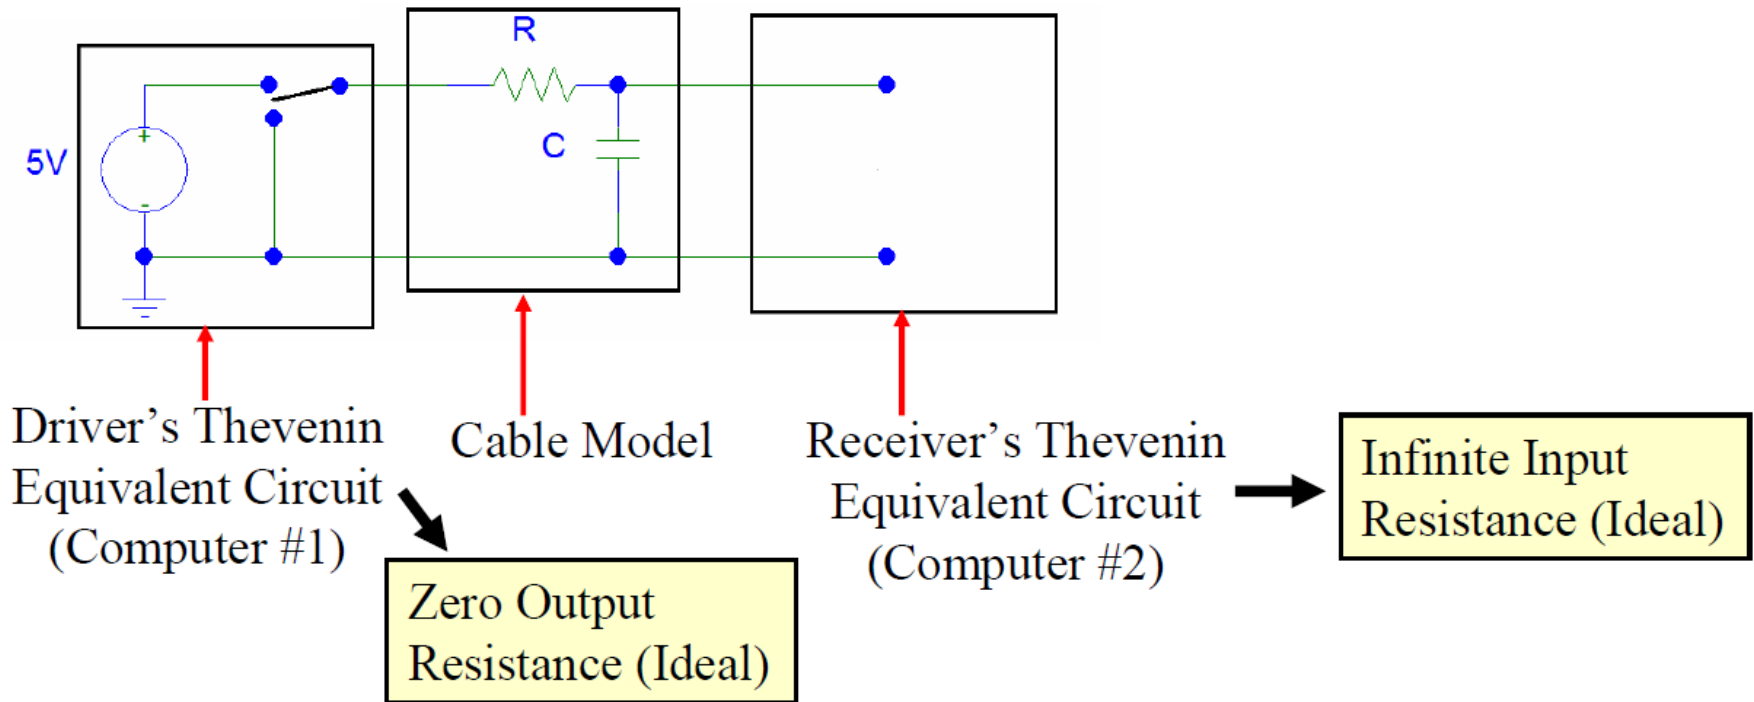 R
5V
+
-
C
Driver's Thevenin
Equivalent Circuit
(Computer #1)
Cable Model
Receiver's Thevenin
Equivalent Circuit
(Computer #2)
Infinite Input
Resistance (Ideal)
Zero Output
Resistance (Ideal)